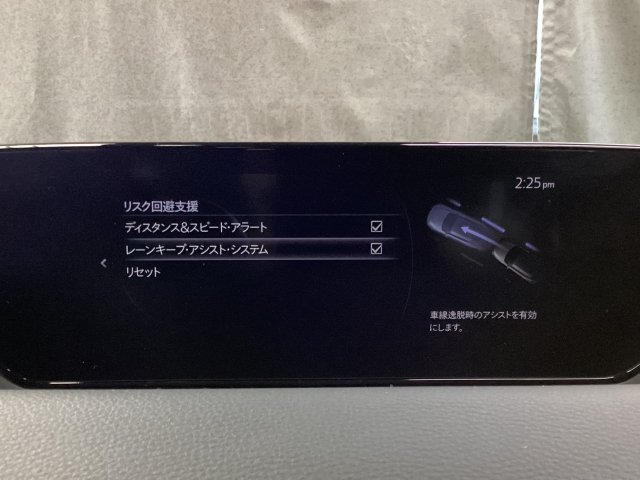 2:25pm
リスク回避支援
ディスタンス&スピード・アラート
レーンキープ・アシスト・システム
リセット
車線逸脱時のアシストを有効
にします。